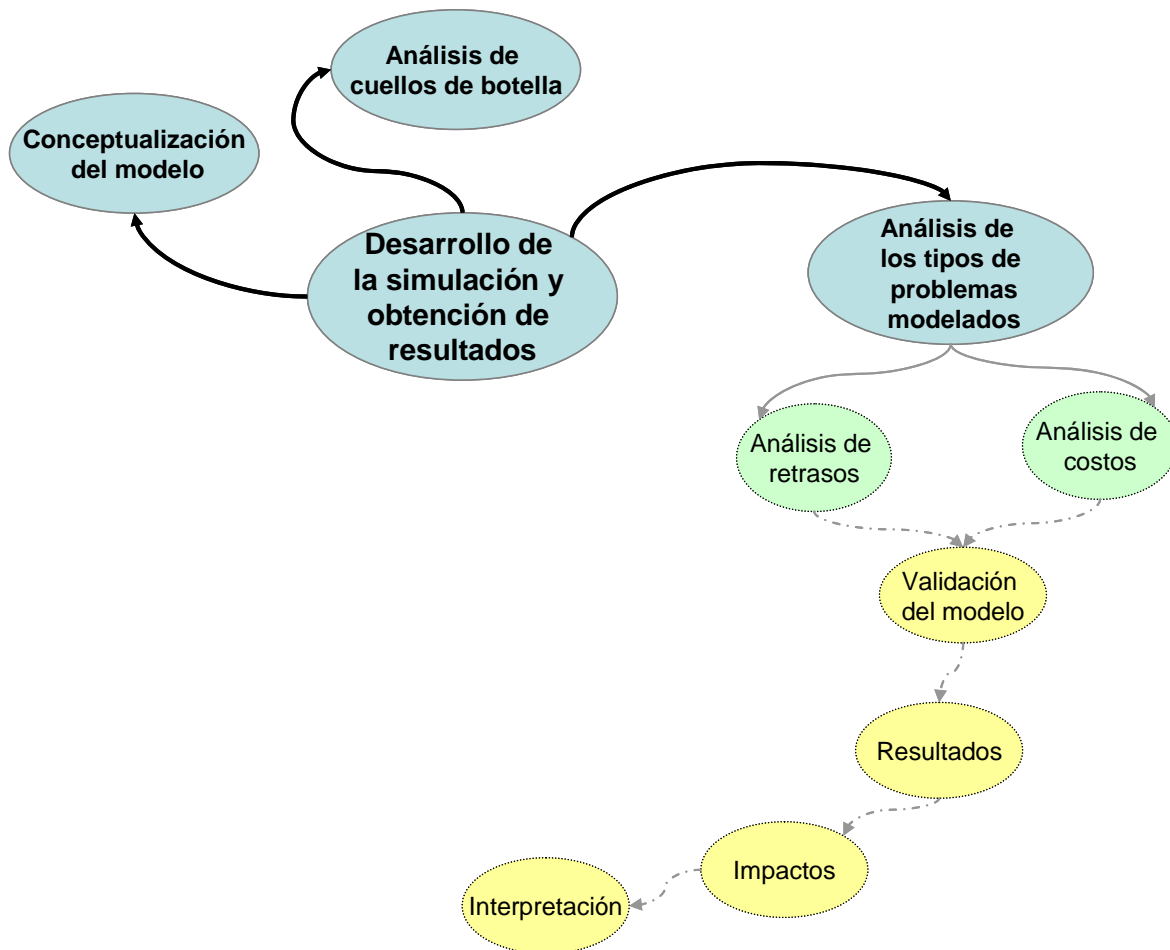 Análisis de
cuellos de botella
Conceptualización
del modelo
Desarrollo de
la simulación y
obtención de
resultados
Análisis de
los tipos de
problemas
modelados
Análisis de
retrasos
Análisis de
costos
Validación
del modelo
Resultados
Impactos
Interpretación